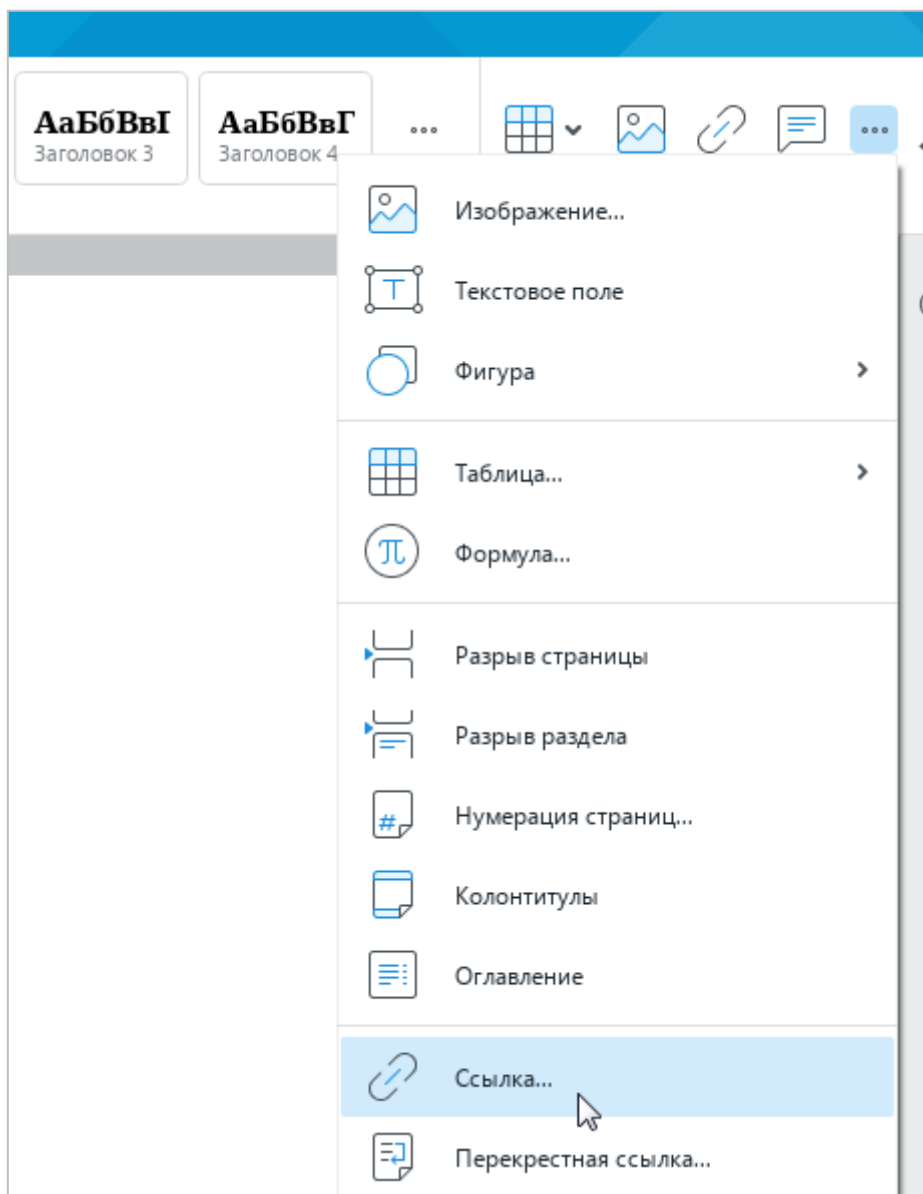 АаБбВвГ
АаБбВвГ
Заголовок 3
Заголовок 4
Изображение...
Текстовое поле
Фигура
Таблица...
Формула...
Разрыв страницы
Разрыв раздела
Нумерация страниц...
Колонтитулы
Оглавление
Ссылка...
Перекрестная ссылка...